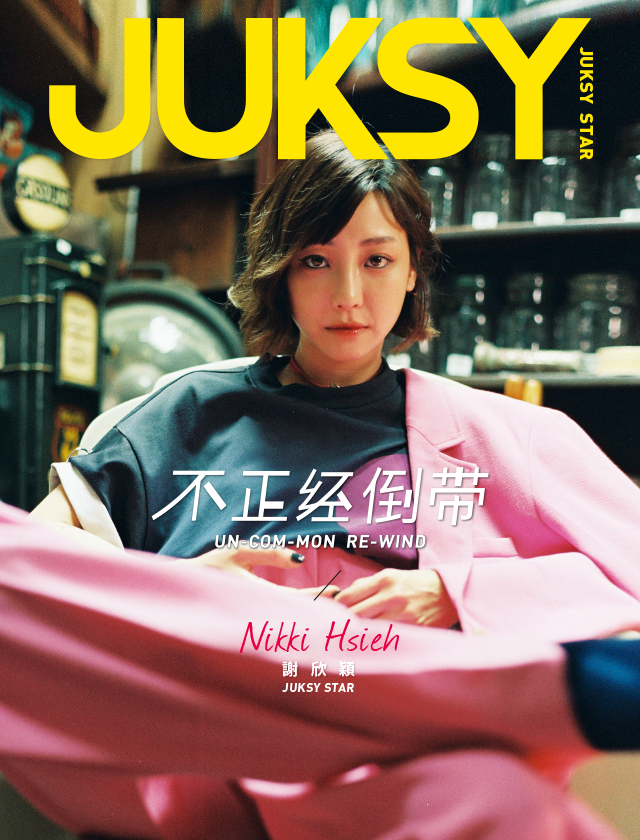 JUKSY
JUKSY STAR
GASOLINE
不正经倒带
UN-COM-MON RE-WIND
Nikki Hsieh
謝欣穎
JUKSY STAR